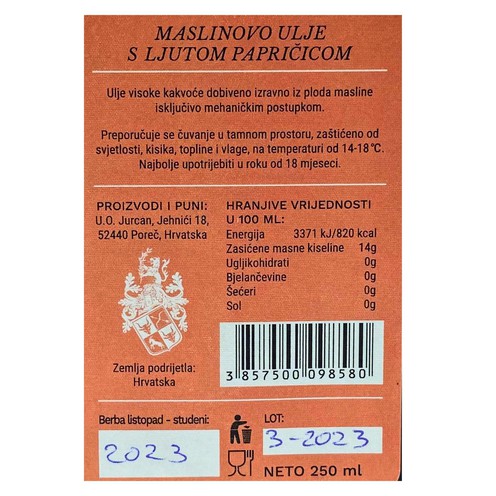 MASLINOVO ULJE
S LJUTOM PAPRIČICOM
Ulje visoke kakvoće dobiveno izravno iz ploda masline
isključivo mehaničkim postupkom.
Preporučuje se čuvanje u tamnom prostoru, zaštićeno od
svjetlosti, kisika, topline i vlage, na temperaturi od 14-18°C.
Najbolje upotrijebiti u roku od 18 mjeseci.
PROIZVODI I PUNI:
U.O. Jurcan, Jehnići 18,
52440 Poreč, Hrvatska
Zemlja podrijetla:
Hrvatska
HRANJIVE VRIJEDNOSTI
U 100 ML:
Energija 3371 kJ/820 kcal
Zasićene masne kiseline 14g
Ugljikohidrati 0g
Bjelančevine 0g
Šećeri 0g
Sol 0g
3 857500 098580
Berba listopad - studeni:
2023
LOT:
3-2023
NETO 250 ml